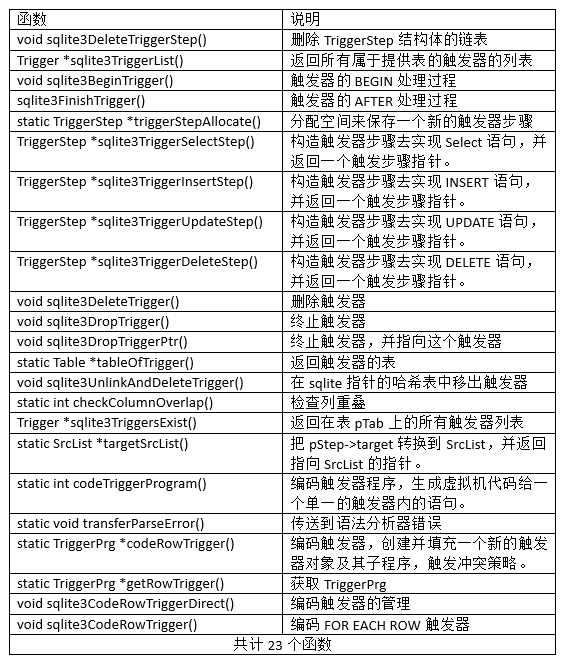 函数 说明
void sqlite3DeleteTriggerStep() 删除 TriggerStep 结构体的链表
Trigger *sqlite3TriggerList() 返回所有属于提供表的触发器的列表
void sqlite3BeginTrigger() 触发器的 BEGIN 处理过程
sqlite3FinishTrigger() 触发器的 AFTER 处理过程
static TriggerStep *triggerStepAllocate() 分配空间来保存一个新的触发器步骤
TriggerStep *sqlite3TriggerSelectStep() 构造触发器步骤去实现 Select 语句，并
返回一个触发步骤指针。
TriggerStep *sqlite3TriggerInsertStep() 构造触发器步骤去实现 INSERT 语句，
并返回一个触发步骤指针。
TriggerStep *sqlite3TriggerUpdateStep() 构造触发器步骤去实现 UPDATE 语句，
并返回一个触发步骤指针。
TriggerStep *sqlite3TriggerDeleteStep() 构造触发器步骤去实现 DELETE 语句，
并返回一个触发步骤指针。
void sqlite3DeleteTrigger() 删除触发器
void sqlite3DropTrigger() 终止触发器
void sqlite3DropTriggerPtr() 终止触发器，并指向这个触发器
static Table *tableOfTrigger() 返回触发器的表
void sqlite3UnlinkAndDeleteTrigger() 在 sqlite 指针的哈希表中移出触发器
static int checkColumnOverlap() 检查列重叠
Trigger *sqlite3TriggersExist() 返回在表 pTab 上的所有触发器列表
static SrcList *targetSrcList() 把 pStep->target 转换到 SrcList，并返回
指向 SrcList 的指针。
static int codeTriggerProgram() 编码触发器程序，生成虚拟机代码给一
个单一的触发器内的语句。
static void transferParseError() 传送到语法分析器错误
static TriggerPrg *codeRowTrigger() 编码触发器，创建并填充一个新的触发
器对象及其子程序，触发冲突策略。
static TriggerPrg *getRowTrigger() 获取 TriggerPrg
void sqlite3CodeRowTriggerDirect() 编码触发器的管理
void sqlite3CodeRowTrigger() 编码 FOR EACH ROW 触发器
共计 23 个函数